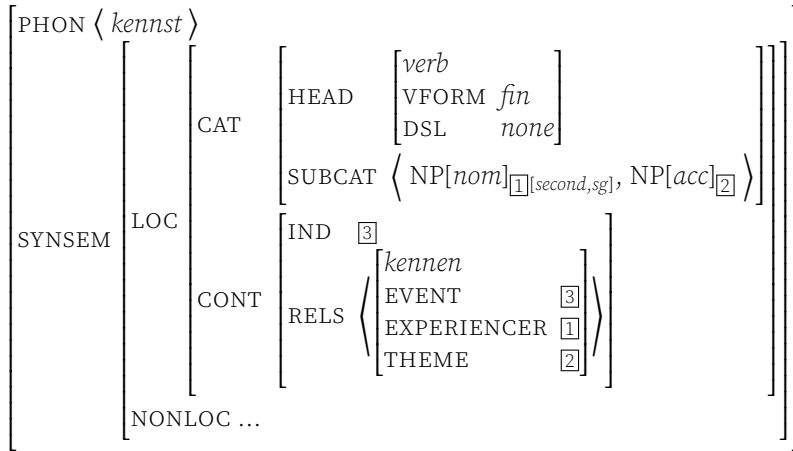 PHON ⟨ kennst ⟩
verb
HEAD VFORM fin
CAT DSL none
SUBCAT ⟨ NP[nom]1[second,sg], NP[acc]2 ⟩
LOC
SYNSEM IND 3
kennen
CONT EVENT 3
RELS ⟨ EXPERIENCER 1 ⟩
THEME 2
NONLOC ...